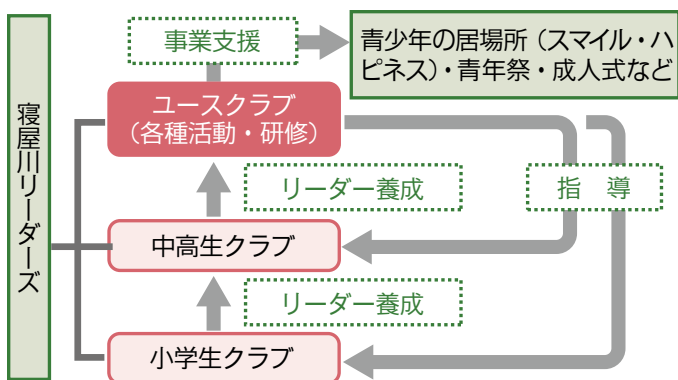 事業支援
青少年の居場所（スマイル・ハ
ピネス）・青年祭・成人式など
寝屋川リーダーズ
ユースクラブ
（各種活動・研修）
リーダー養成
指　導
中高生クラブ
リーダー養成
小学生クラブ